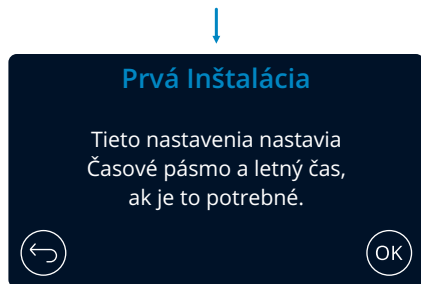 Prvá Inštalácia
Tieto nastavenia nastavia
Časové pásmo a letný čas,
ak je to potrebné.
OK